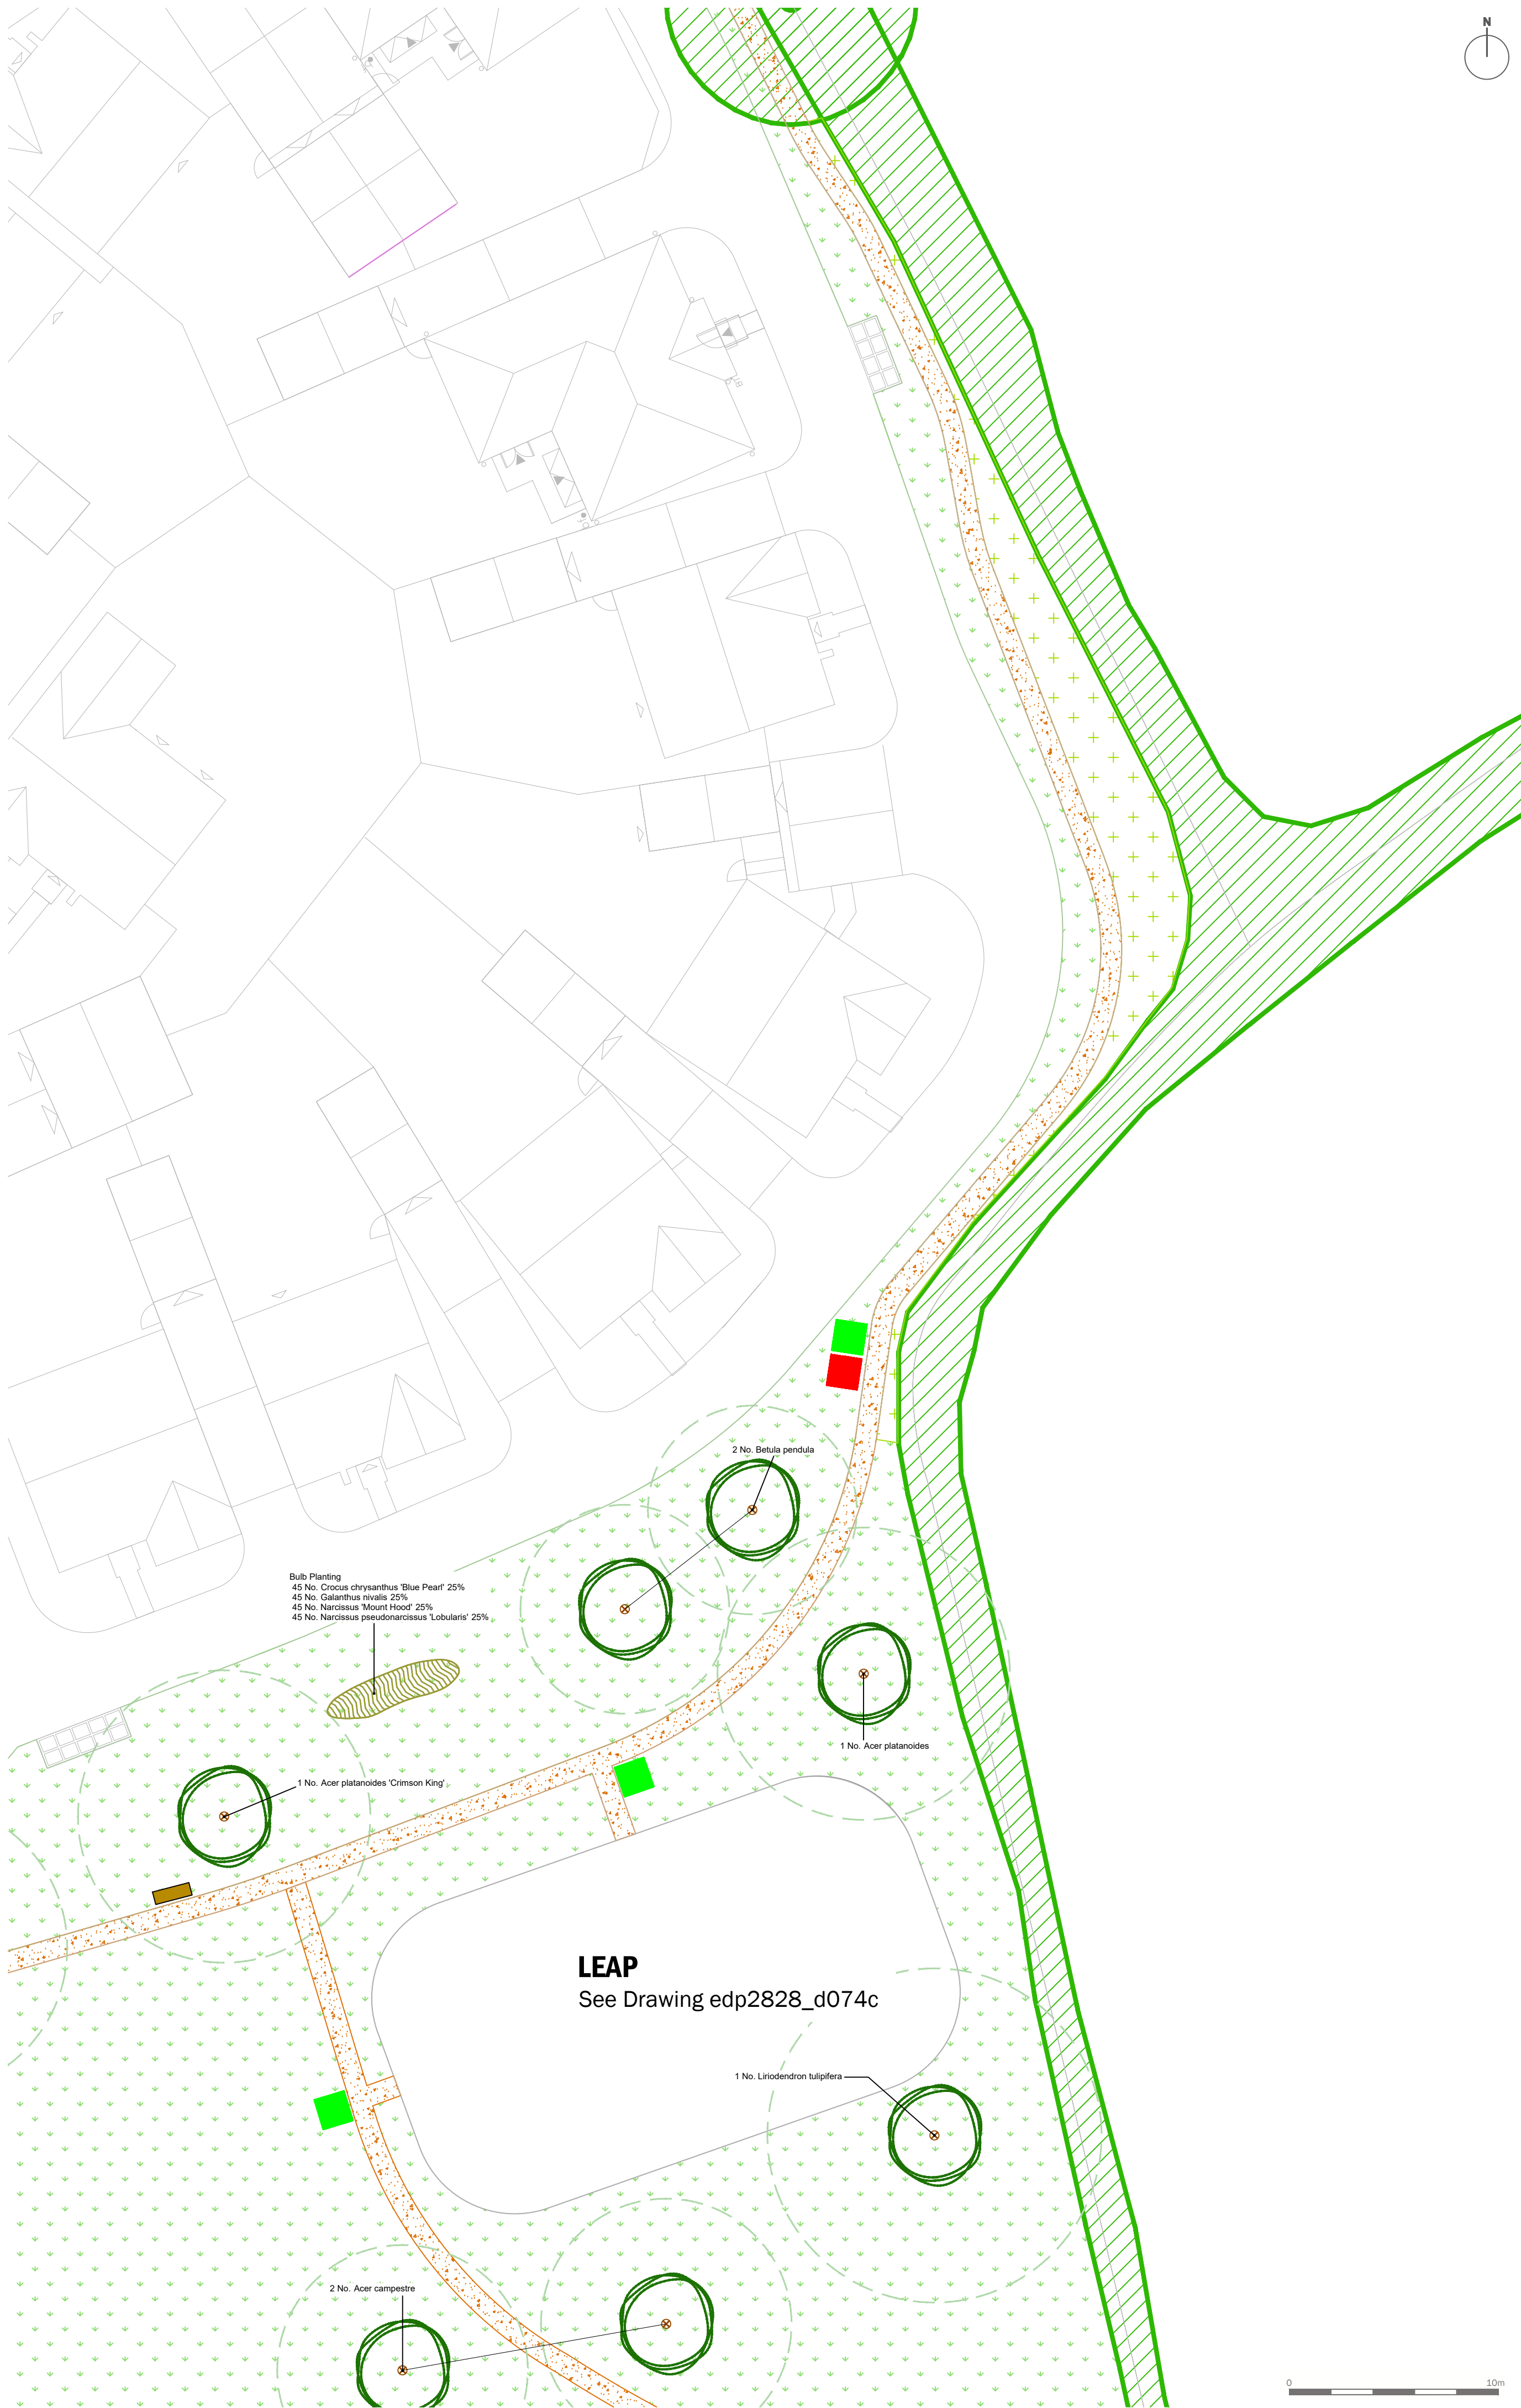 N
2 No. Betula pendula
Bulb Planting
45 No. Crocus chrysanthus 'Blue Pearl' 25%
45 No. Galanthus nivalis 25%
45 No. Narcissus 'Mount Hood' 25%
45 No. Narcissus pseudonarcissus 'Lobularis' 25%
1 No. Acer platanoides
1 No. Acer platanoides 'Crimson King'
LEAP
See Drawing edp2828_d074c
1 No. Liriodendron tulipifera
2 No. Acer campestre
0 10m